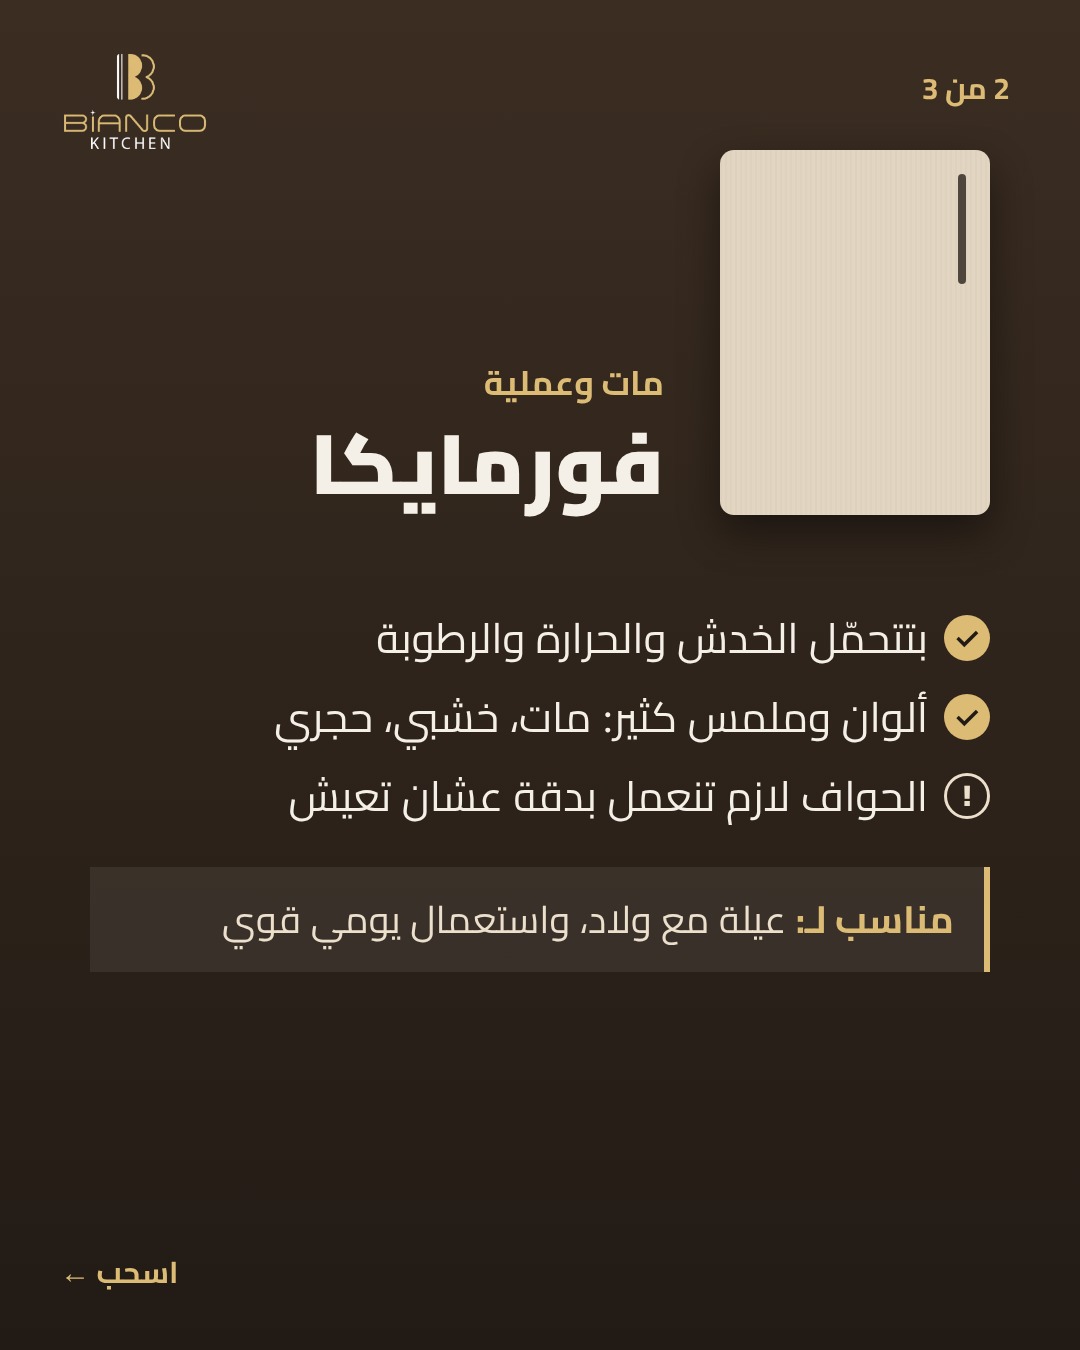 2 من 3
BiANCO
KITCHEN
مات وعملية
فورمايكا
بتتحمّل الخدش والحرارة والرطوبة
ألوان وملمس كثير: مات، خشبي، حجري
الحواف لازم تنعمل بدقة عشان تعيش
مناسب لـ: عيلة مع ولاد، واستعمال يومي قوي
اسحب ←